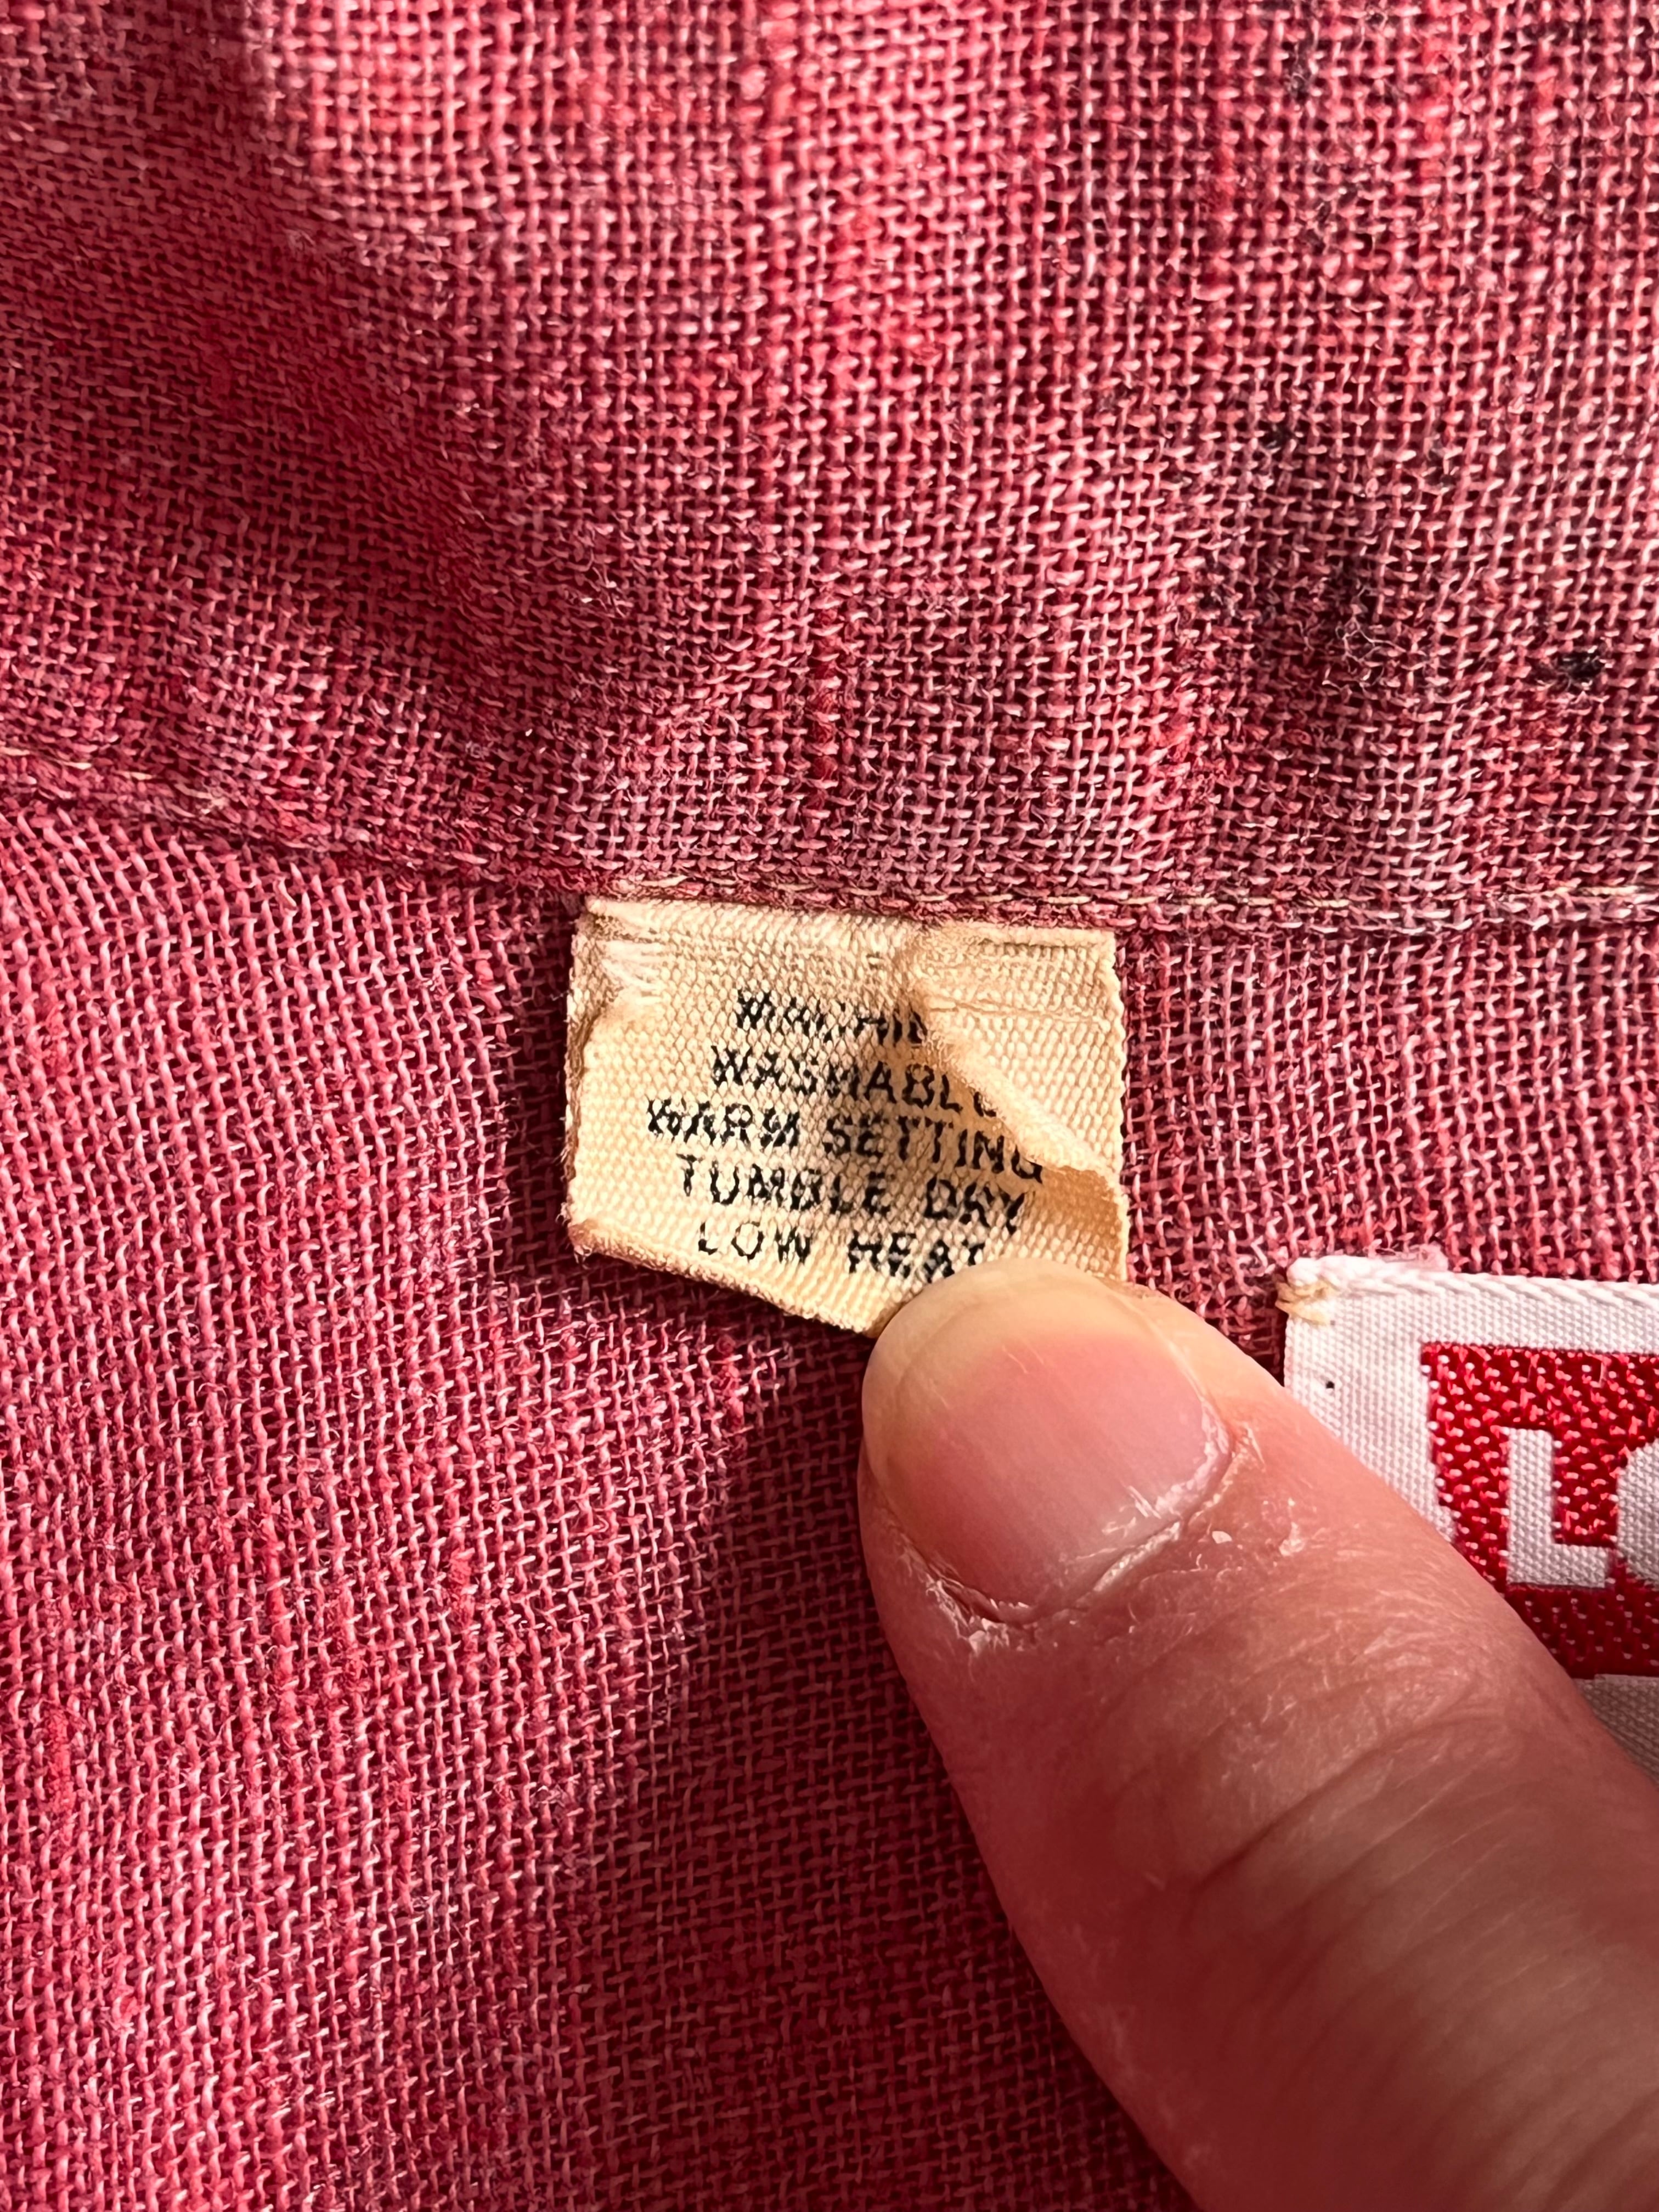 WASHABLE
WARM SETTING
TUMBLE DRY
LOW HEAT